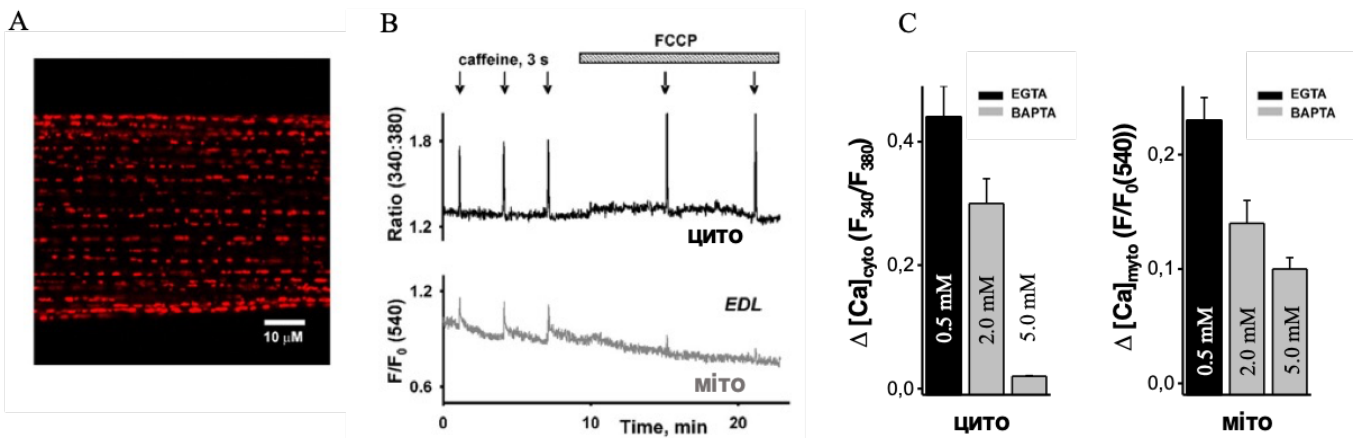 A
10 μM
B
FCCP
caffeine, 3 s
Ratio (340:380)
1.8
1.2
ЦИТО
F/F0 (540)
1.2
0.6
EDL
МіТО
0
10
20
Time, min
C
EGTA
BAPTA
Δ [Ca]cyto (F340/F380)
0,4
0,2
0,0
0.5 mM
2.0 mM
5.0 mM
ЦИТО
EGTA
BAPTA
Δ [Ca]myto (F/F0(540))
0,2
0,1
0,0
0.5 mM
2.0 mM
5.0 mM
МіТО